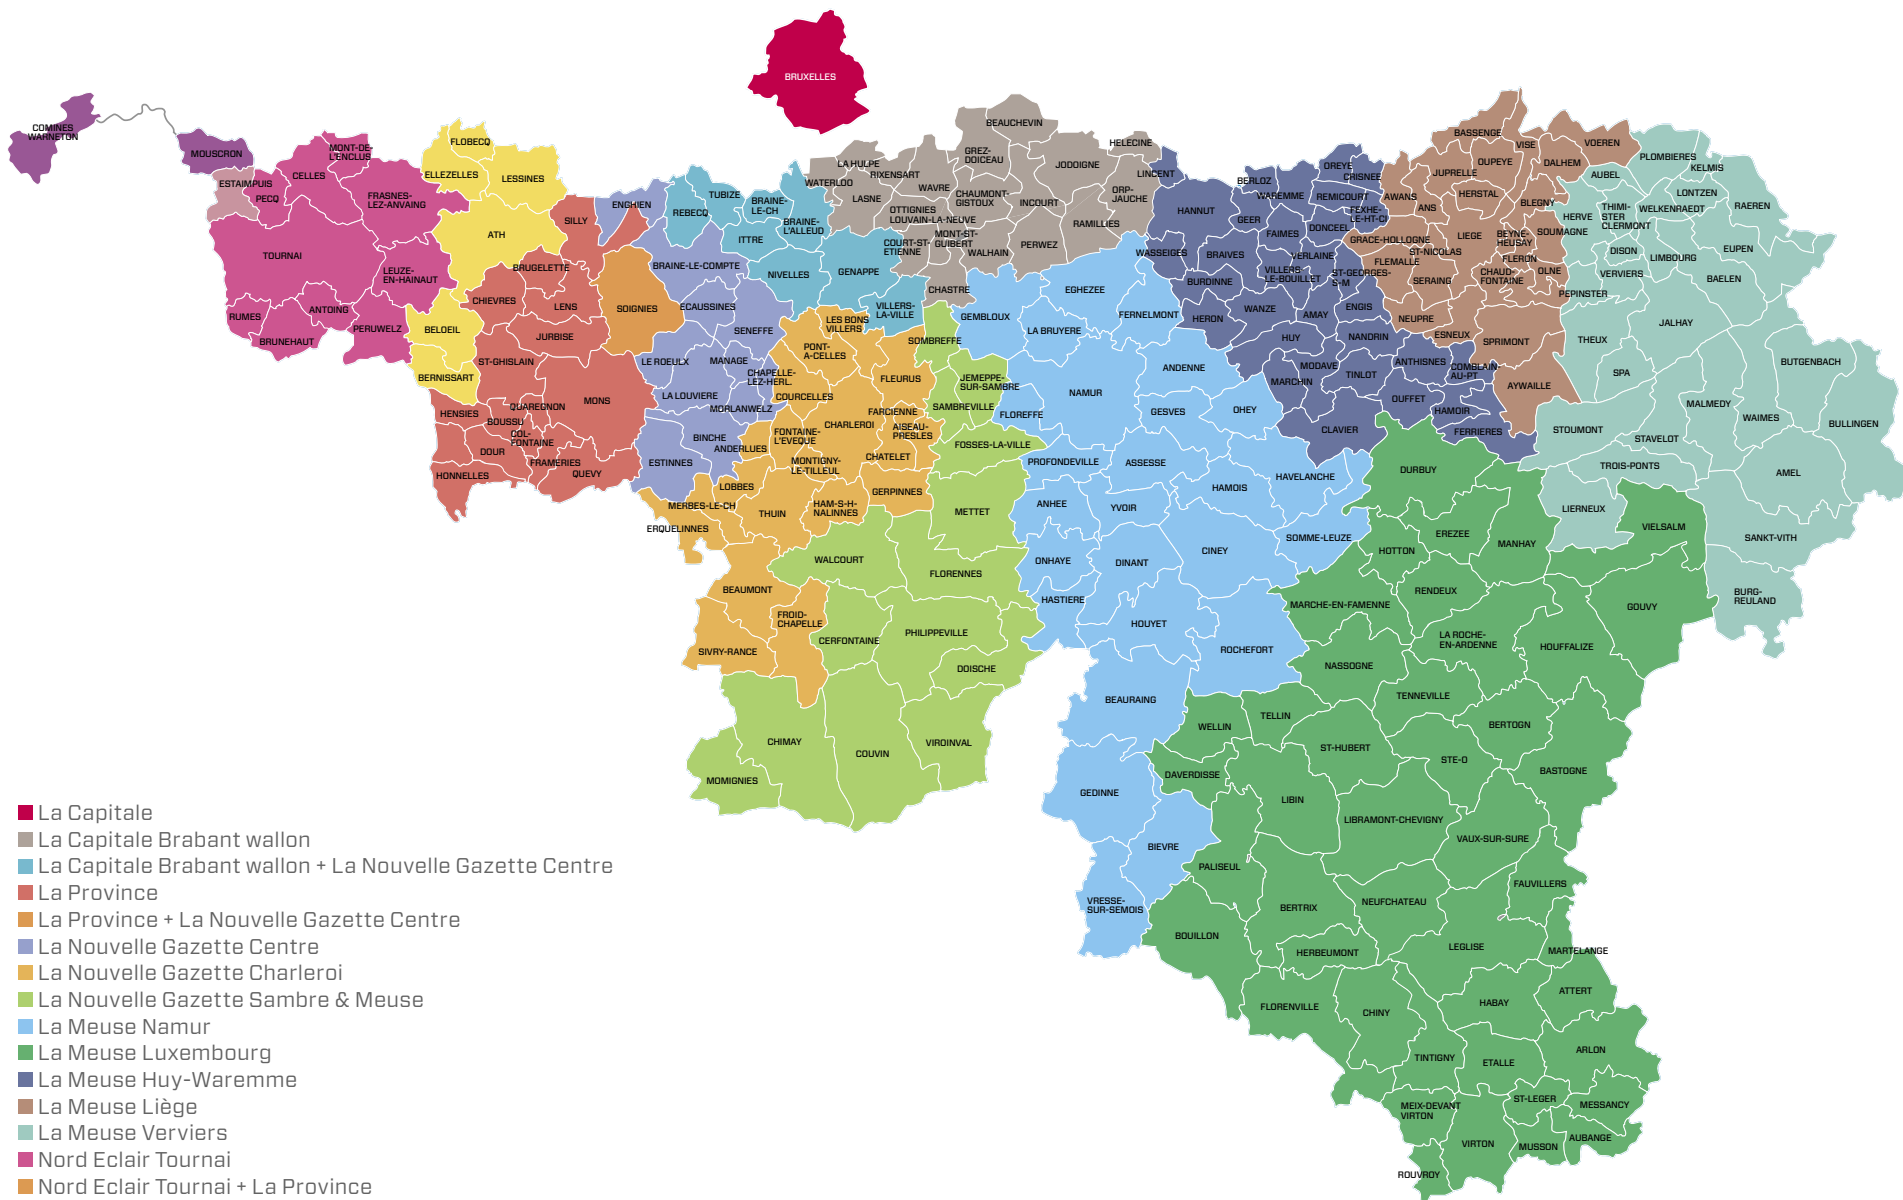 BRUXELLES
COMINES
WARNETON
MOUSCRON
ESTAIMPUIS
PECQ
CELLES
MONT-DE-
L'ENCLUS
FRASNES-
LEZ-ANVAING
TOURNAI
LEUZE-
EN-HAINAUT
RUMES
ANTOING
BRUNEHAUT
PERUWELZ
FLOBECQ
ELLEZELLES
LESSINES
ATH
BELOEIL
BERNISSART
SILLY
ENGHIEN
BRUGELETTE
CHIEVRES
LENS
JURBISE
SOIGNIES
ST-GHISLAIN
MONS
HENSIES
QUAREGNON
BOUSSU
COL-
FONTAINE
DOUR
FRAMERIES
HONNELLES
QUEVY
REBECQ
TUBIZE
BRAINE-
LE-CH
BRAINE-
L'ALLEUD
ITTRE
NIVELLES
GENAPPE
VILLERS-
LA-VILLE
BRAINE-LE-COMPTE
ECAUSSINES
SENEFFE
LE ROEULX
MANAGE
CHAPELLE-
LEZ-HERL.
LA LOUVIERE
MORLANWELZ
BINCHE
ANDERLUES
ESTINNES
WATERLOO
LA HULPE
RIXENSART
LASNE
WAVRE
GREZ-
DOICEAU
BEAUCHEVIN
JODOIGNE
HELECINE
ORP-
JAUCHE
CHAUMONT-
GISTOUX
INCOURT
RAMILLIES
OTTIGNIES
LOUVAIN-LA-NEUVE
MONT-ST-
GUIBERT
COURT-ST-
ETIENNE
WALHAIN
PERWEZ
CHASTRE
LES BONS
VILLERS
PONT-
A-CELLES
FLEURUS
COURCELLES
FARCIENNE
CHARLEROI
AISEAU-
PRESLES
FONTAINE-
L'EVEQUE
CHATELET
MONTIGNY-
LE-TILLEUL
LOBBES
MERBES-LE-CH
THUIN
HAM-S-H-
NALINNES
GERPINNES
ERQUELINNES
BEAUMONT
FROID-
CHAPELLE
SIVRY-RANCE
SOMBREFFE
JEMEPPE-
SUR-SAMBRE
SAMBREVILLE
FOSSES-LA-VILLE
METTET
WALCOURT
FLORENNES
CERFONTAINE
PHILIPPEVILLE
DOISCHE
CHIMAY
COUVIN
VIROINVAL
MOMIGNIES
GEMBLOUX
EGHEZEE
LA BRUYERE
FERNELMONT
NAMUR
ANDENNE
FLOREFFE
GESVES
OHEY
PROFONDEVILLE
ASSESSE
HAMOIS
HAVELANCHE
ANHEE
YVOIR
CINEY
SOMME-LEUZE
ONHAYE
DINANT
HASTIERE
HOUYET
ROCHEFORT
BEAURAING
GEDINNE
BIEVRE
VRESSE-
SUR-SEMOIS
LINCENT
HANNUT
BERLOZ
WAREMME
OREYE
CRISNEE
REMICOURT
GEER
FEXHE-
LE-HT-CL
FAIMES
DONCEEL
WASSEIGES
BRAIVES
VERLAINE
VILLERS-
LE-BOUILLET
ST-GEORGES-
S-M
BURDINNE
HERON
WANZE
AMAY
ENGIS
HUY
NANDRIN
MARCHIN
MODAVE
TINLOT
ANTHISNES
COMBLAIN-
AU-PT
OUFFET
HAMOIR
CLAVIER
FERRIERES
BASSENGE
VISE
VOEREN
JUPRELLE
OUPEYE
DALHEM
AWANS
ANS
HERSTAL
BLEGNY
GRACE-HOLLOGNE
LIEGE
BEYNE-
HEUSAY
SOUMAGNE
FLEMALLE
ST-NICOLAS
FLERON
SERAING
CHAUD-
FONTAINE
OLNE
NEUPRE
ESNEUX
SPRIMONT
AYWAILLE
PLOMBIERES
KELMIS
AUBEL
LONTZEN
RAEREN
HERVE
THIMI-
STER
CLERMONT
WELKENRAEDT
DISON
LIMBOURG
EUPEN
VERVIERS
BAELEN
PEPINSTER
THEUX
JALHAY
SPA
BUTGENBACH
MALMEDY
WAIMES
BULLINGEN
STOUMONT
STAVELOT
TROIS-PONTS
AMEL
LIERNEUX
SANKT-VITH
BURG-
REULAND
DURBUY
VIELSALM
HOTTON
EREZEE
MANHAY
MARCHE-EN-FAMENNE
RENDEUX
GOUVY
LA ROCHE-
EN-ARDENNE
HOUFFALIZE
NASSOGNE
TENNEVILLE
BERTOGN
WELLIN
TELLIN
ST-HUBERT
STE-O
BASTOGNE
DAVERDISSE
LIBIN
LIBRAMONT-CHEVIGNY
VAUX-SUR-SURE
PALISEUL
BERTRIX
NEUFCHATEAU
FAUVILLERS
BOUILLON
HERBEUMONT
LEGLISE
MARTELANGE
FLORENVILLE
CHINY
HABAY
ATTERT
TINTIGNY
ETALLE
ARLON
MEIX-DEVANT
VIRTON
ST-LEGER
MESSANCY
VIRTON
MUSSON
AUBANGE
ROUVROY
La Capitale
La Capitale Brabant wallon
La Capitale Brabant wallon + La Nouvelle Gazette Centre
La Province
La Province + La Nouvelle Gazette Centre
La Nouvelle Gazette Centre
La Nouvelle Gazette Charleroi
La Nouvelle Gazette Sambre & Meuse
La Meuse Namur
La Meuse Luxembourg
La Meuse Huy-Waremme
La Meuse Liège
La Meuse Verviers
Nord Eclair Tournai
Nord Eclair Tournai + La Province